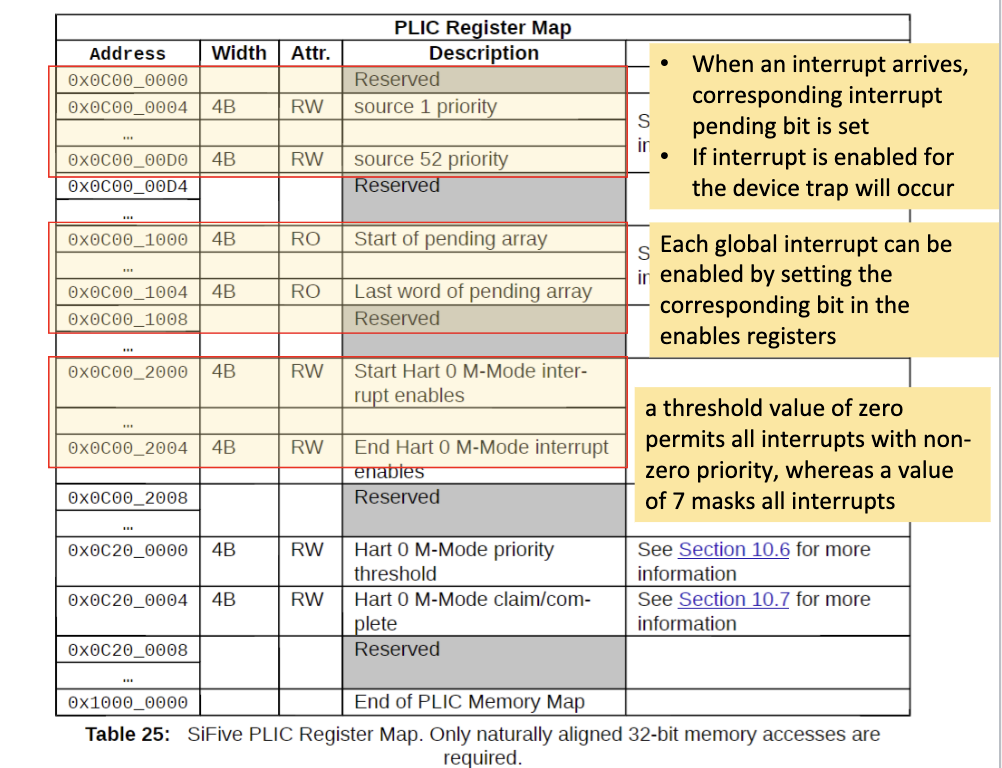 PLIC Register Map
Address Width Attr. Description
0x0C00_0000 Reserved
0x0C00_0004 4B RW source 1 priority
…
0x0C00_00D0 4B RW source 52 priority
0x0C00_00D4 Reserved
…
0x0C00_1000 4B RO Start of pending array
…
0x0C00_1004 4B RO Last word of pending array
0x0C00_1008 Reserved
…
0x0C00_2000 4B RW Start Hart 0 M-Mode inter-
rupt enables
…
0x0C00_2004 4B RW End Hart 0 M-Mode interrupt
enables
0x0C00_2008 Reserved
…
0x0C20_0000 4B RW Hart 0 M-Mode priority
threshold
See Section 10.6 for more
information
0x0C20_0004 4B RW Hart 0 M-Mode claim/com-
plete
See Section 10.7 for more
information
0x0C20_0008 Reserved
…
0x1000_0000 End of PLIC Memory Map
• When an interrupt arrives,
corresponding interrupt
pending bit is set
• If interrupt is enabled for
the device trap will occur
Each global interrupt can be
enabled by setting the
corresponding bit in the
enables registers
a threshold value of zero
permits all interrupts with non-
zero priority, whereas a value
of 7 masks all interrupts
Table 25: SiFive PLIC Register Map. Only naturally aligned 32-bit memory accesses are
required.